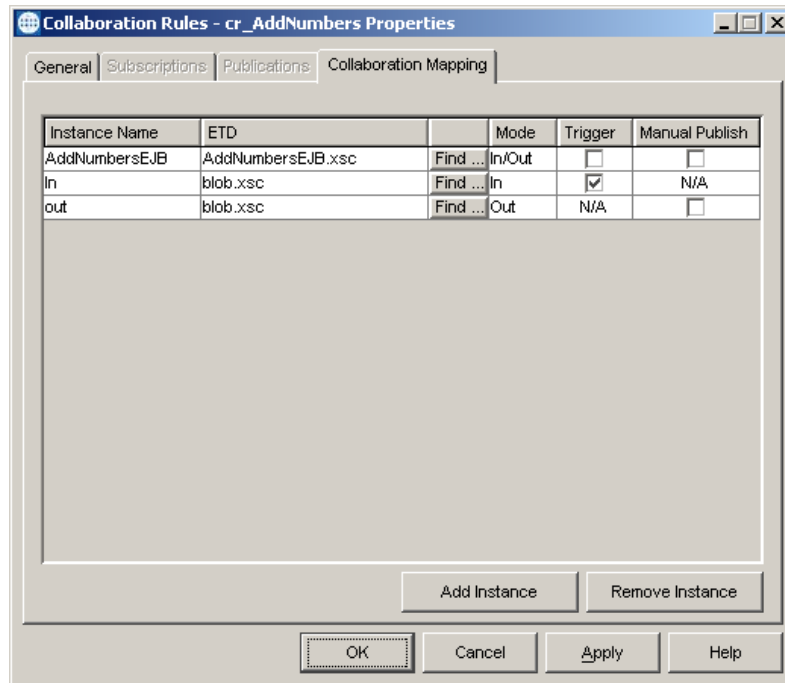 Collaboration Rules - cr_AddNumbers Properties
General Subscriptions Publications Collaboration Mapping
Instance Name ETD Mode Trigger Manual Publish
AddNumbersEJB AddNumbersEJB.xsc Find ... In/Out
In blob.xsc Find ... In N/A
out blob.xsc Find ... Out N/A
Add Instance Remove Instance
OK Cancel Apply Help